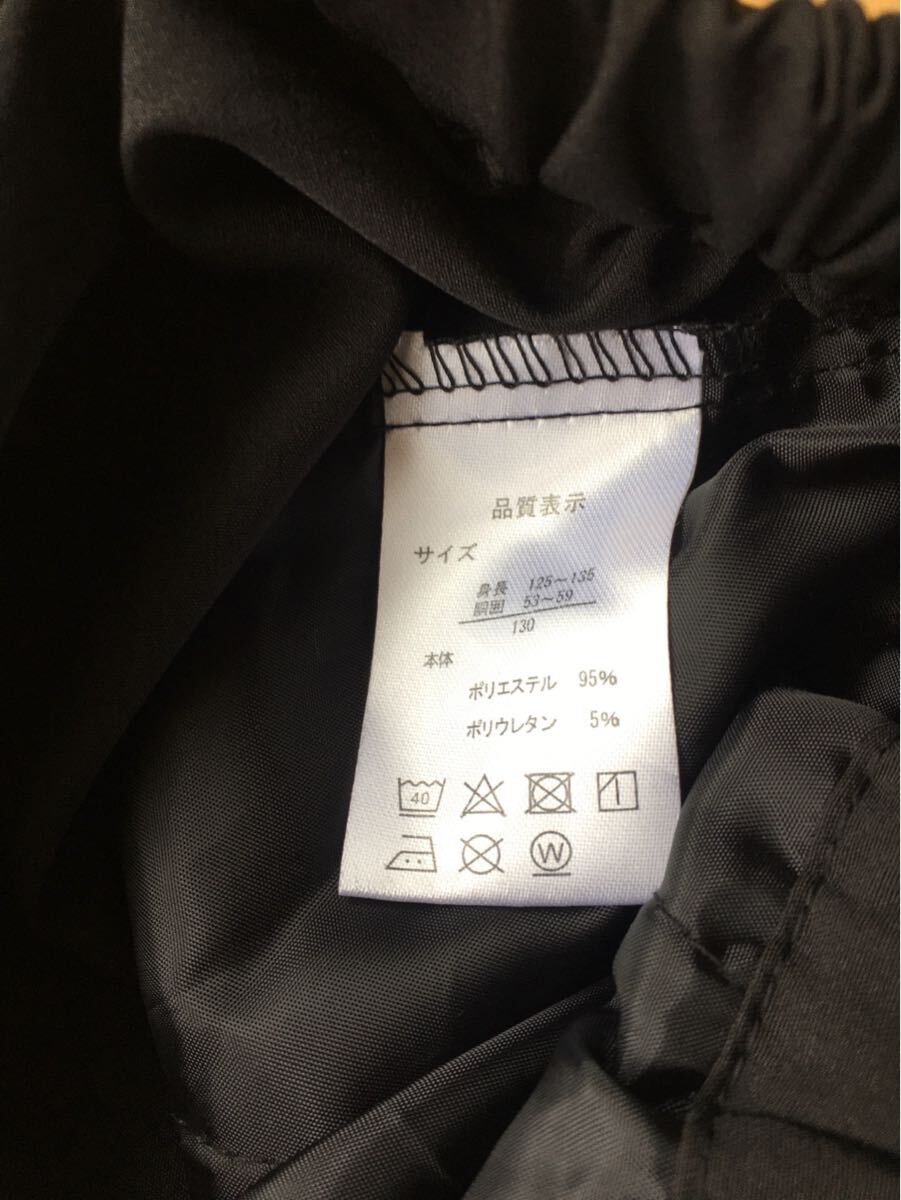 品質表示
サイズ
身長 125～135
胴囲 53～59
130
本体
ポリエステル 95%
ポリウレタン 5%
40
W